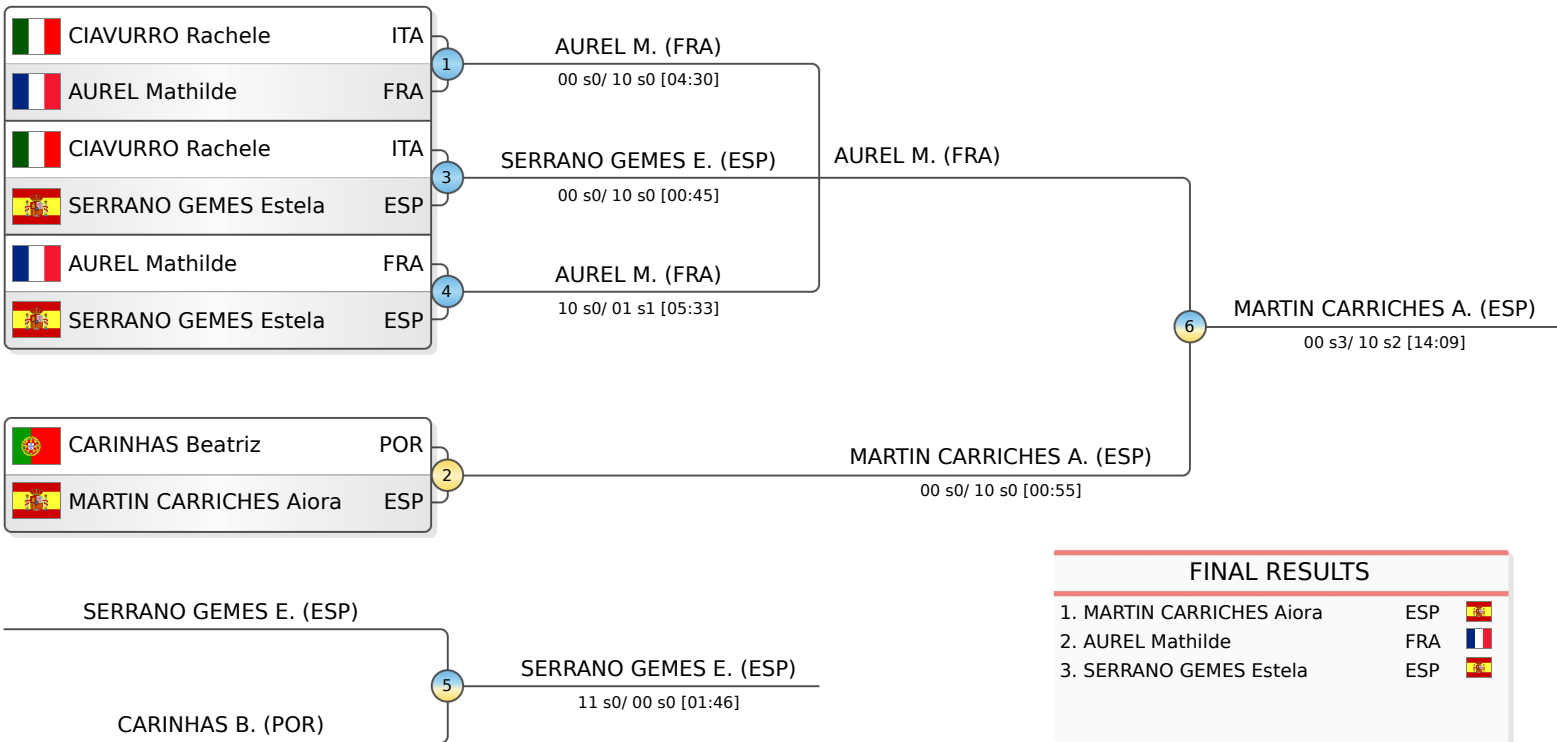 CIAVURRO Rachele ITA
AUREL Mathilde FRA
1
AUREL M. (FRA)
00 s0/ 10 s0 [04:30]
CIAVURRO Rachele ITA
SERRANO GEMES Estela ESP
3
SERRANO GEMES E. (ESP)
00 s0/ 10 s0 [00:45]
AUREL Mathilde FRA
SERRANO GEMES Estela ESP
4
AUREL M. (FRA)
10 s0/ 01 s1 [05:33]
AUREL M. (FRA)
CARINHAS Beatriz POR
MARTIN CARRICHES Aiora ESP
2
MARTIN CARRICHES A. (ESP)
00 s0/ 10 s0 [00:55]
6
MARTIN CARRICHES A. (ESP)
00 s3/ 10 s2 [14:09]
SERRANO GEMES E. (ESP)
CARINHAS B. (POR)
5
SERRANO GEMES E. (ESP)
11 s0/ 00 s0 [01:46]
FINAL RESULTS
1. MARTIN CARRICHES Aiora ESP
2. AUREL Mathilde FRA
3. SERRANO GEMES Estela ESP